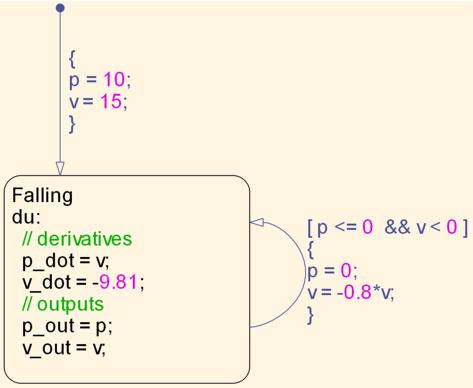 {
p = 10;
v = 15;
}
Falling
du:
// derivatives
p_dot = v;
v_dot = -9.81;
// outputs
p_out = p;
v_out = v;
[ p <= 0 && v < 0 ]
{
p = 0;
v = -0.8*v;
}